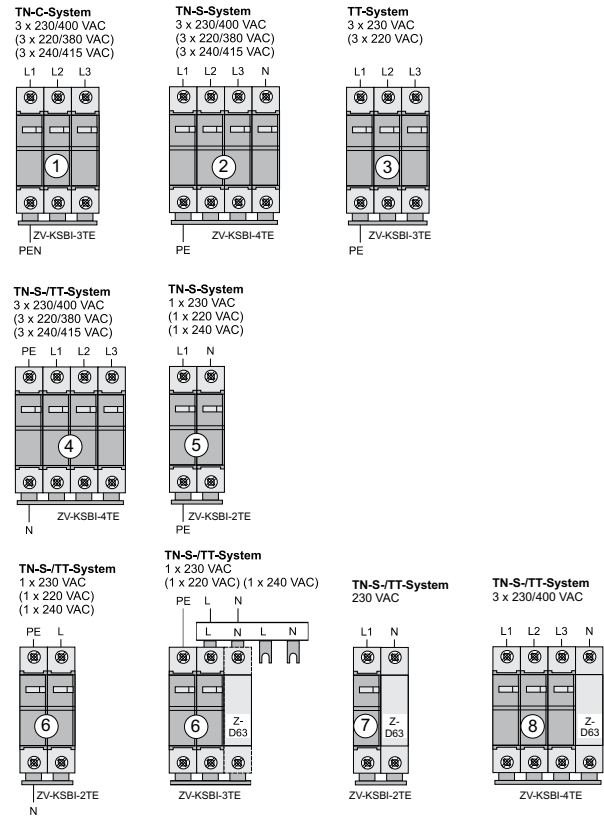 TN-C-System
3 x 230/400 VAC
(3 x 220/380 VAC)
(3 x 240/415 VAC)
L1 L2 L3
1
ZV-KSBI-3TE
PEN
TN-S-System
3 x 230/400 VAC
(3 x 220/380 VAC)
(3 x 240/415 VAC)
L1 L2 L3 N
2
ZV-KSBI-4TE
PE
TT-System
3 x 230 VAC
(3 x 220 VAC)
L1 L2 L3
3
ZV-KSBI-3TE
PE
TN-S-/TT-System
3 x 230/400 VAC
(3 x 220/380 VAC)
(3 x 240/415 VAC)
PE L1 L2 L3
4
ZV-KSBI-4TE
N
TN-S-System
1 x 230 VAC
(1 x 220 VAC)
(1 x 240 VAC)
L1 N
5
ZV-KSBI-2TE
PE
TN-S-/TT-System
1 x 230 VAC
(1 x 220 VAC)
(1 x 240 VAC)
PE L
6
ZV-KSBI-2TE
N
TN-S-/TT-System
1 x 230 VAC
(1 x 220 VAC) (1 x 240 VAC)
PE L N
L N L N
6
Z-
D63
ZV-KSBI-3TE
TN-S-/TT-System
230 VAC
L1 N
7
Z-
D63
ZV-KSBI-2TE
TN-S-/TT-System
3 x 230/400 VAC
L1 L2 L3 N
8
Z-
D63
ZV-KSBI-4TE